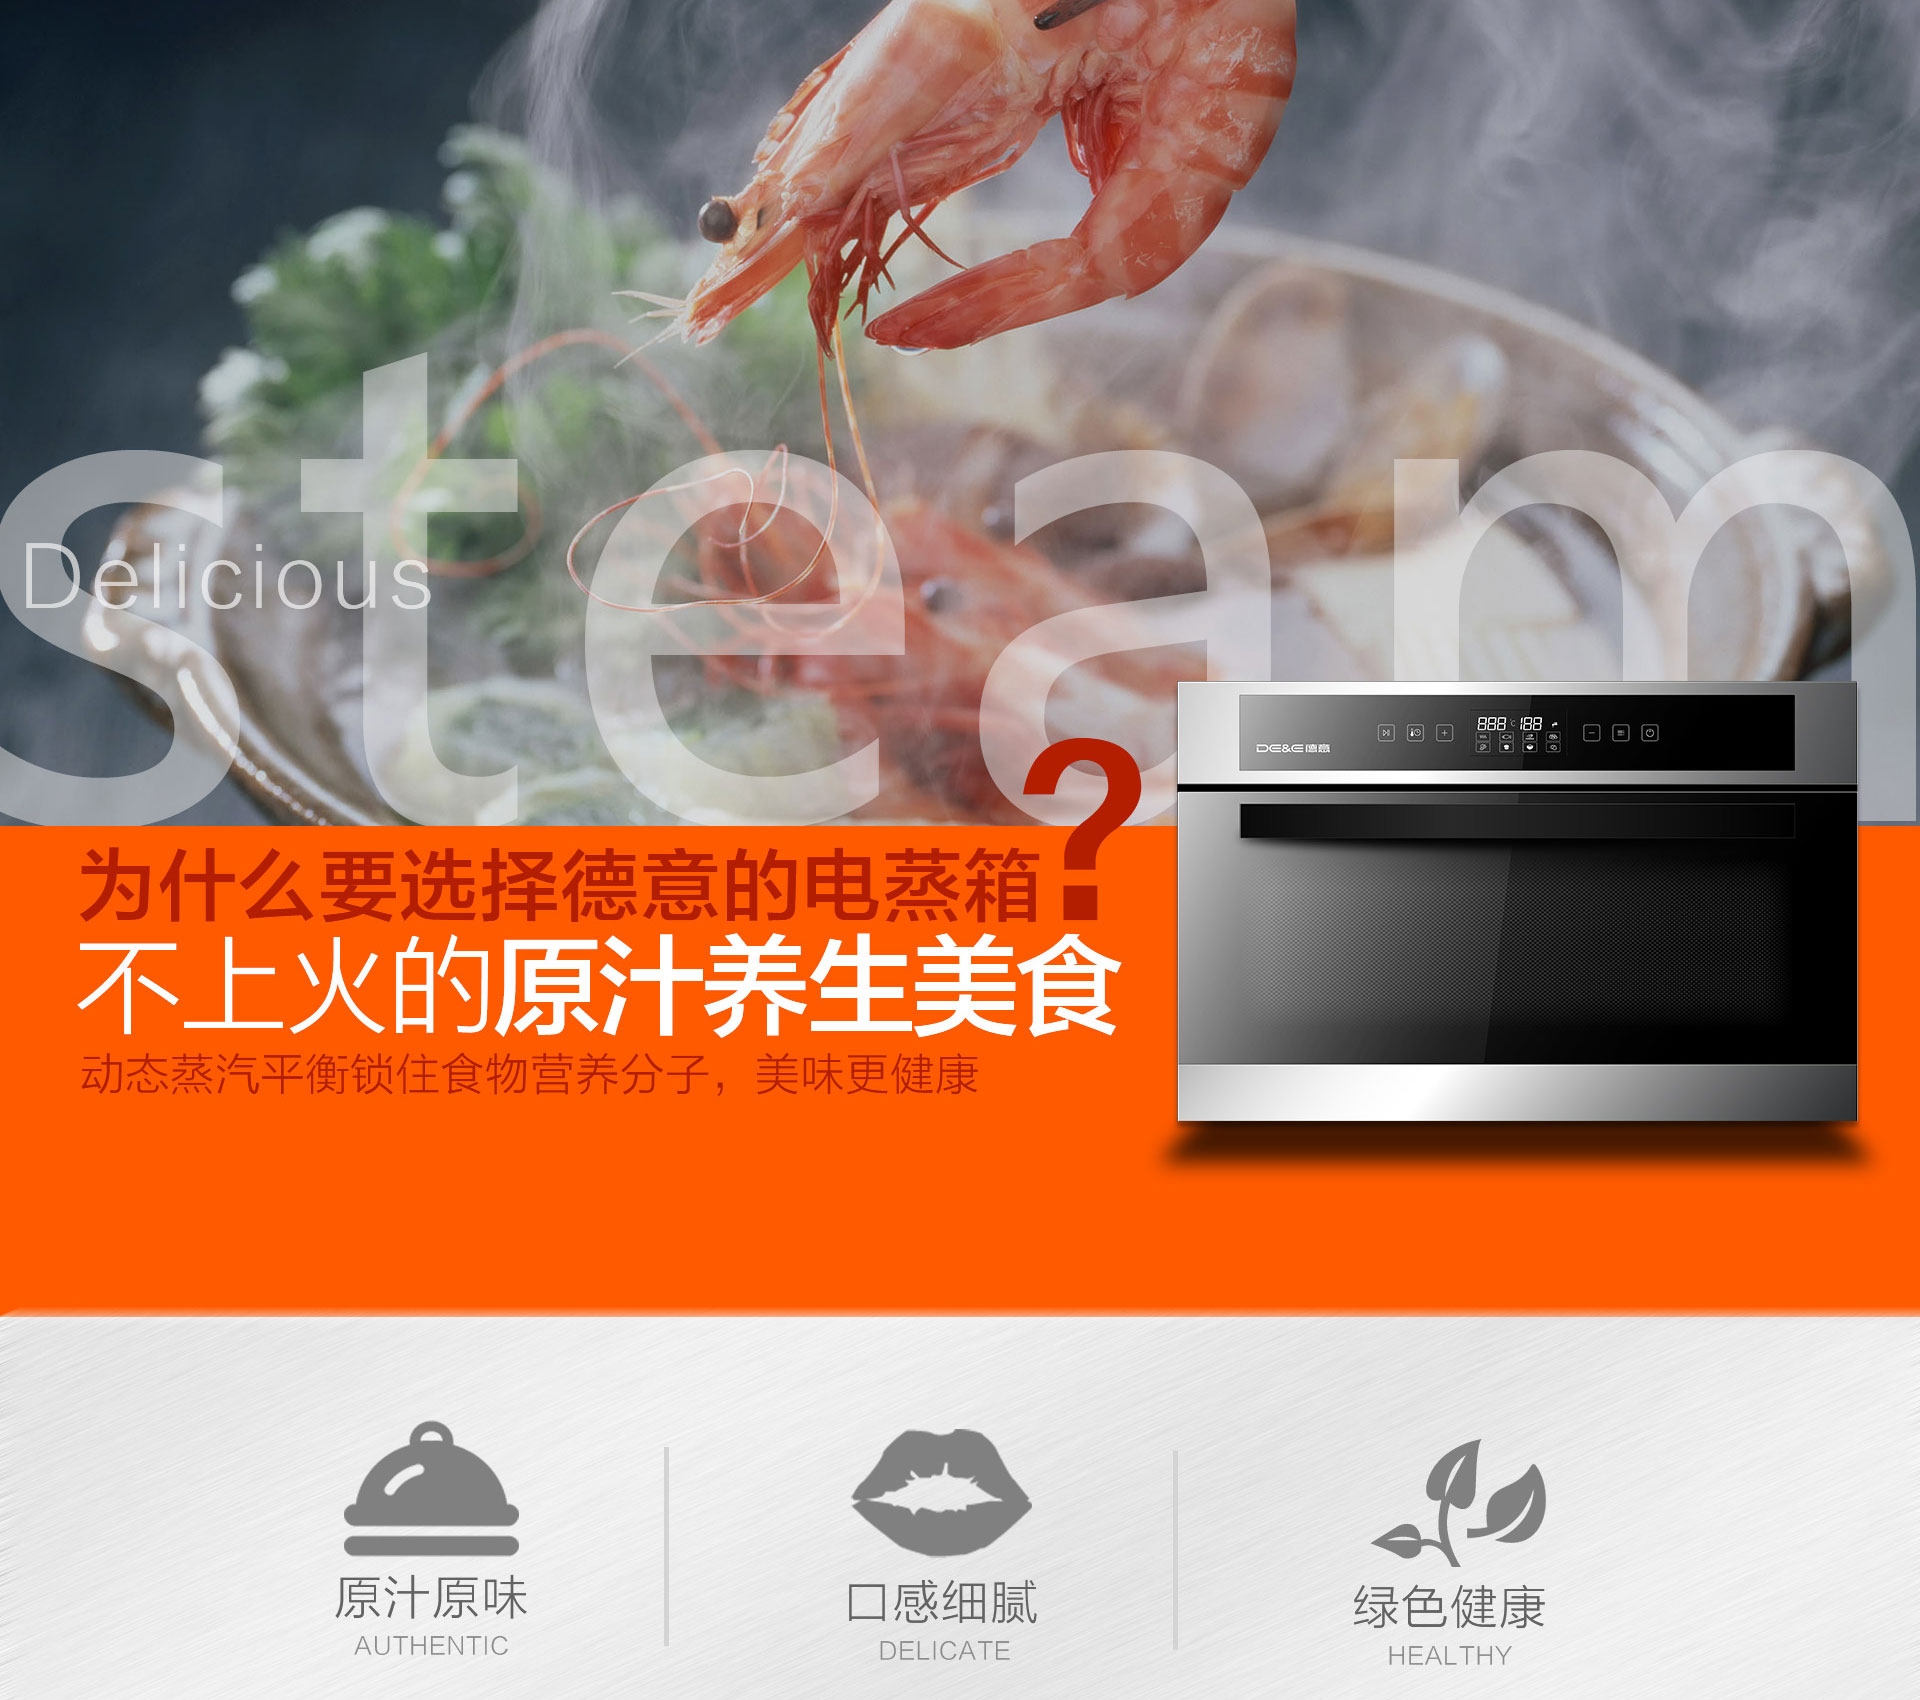 steam
Delicious
DE&E德意
888°C 188
为什么要选择德意的电蒸箱?
不上火的原汁养生美食
动态蒸汽平衡锁住食物营养分子，美味更健康
原汁原味
AUTHENTIC
口感细腻
DELICATE
绿色健康
HEALTHY